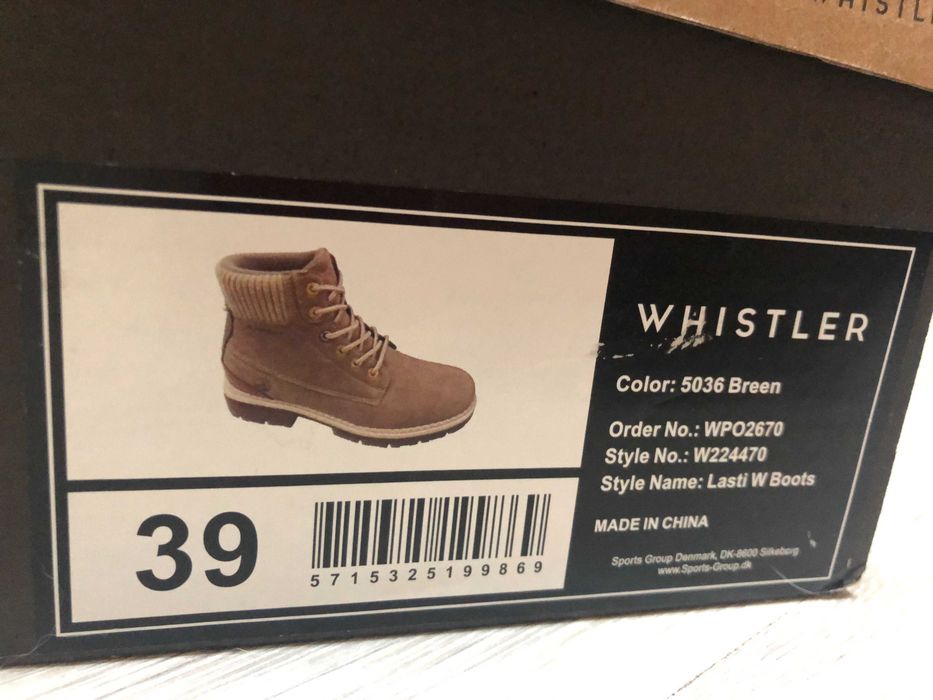 WHISTLER
Color: 5036 Breen
Order No.: WPO2670
Style No.: W224470
Style Name: Lasti W Boots
MADE IN CHINA
Sports Group Denmark, DK-8600 Silkeborg
www.Sports-Group.dk
39
5715325199869